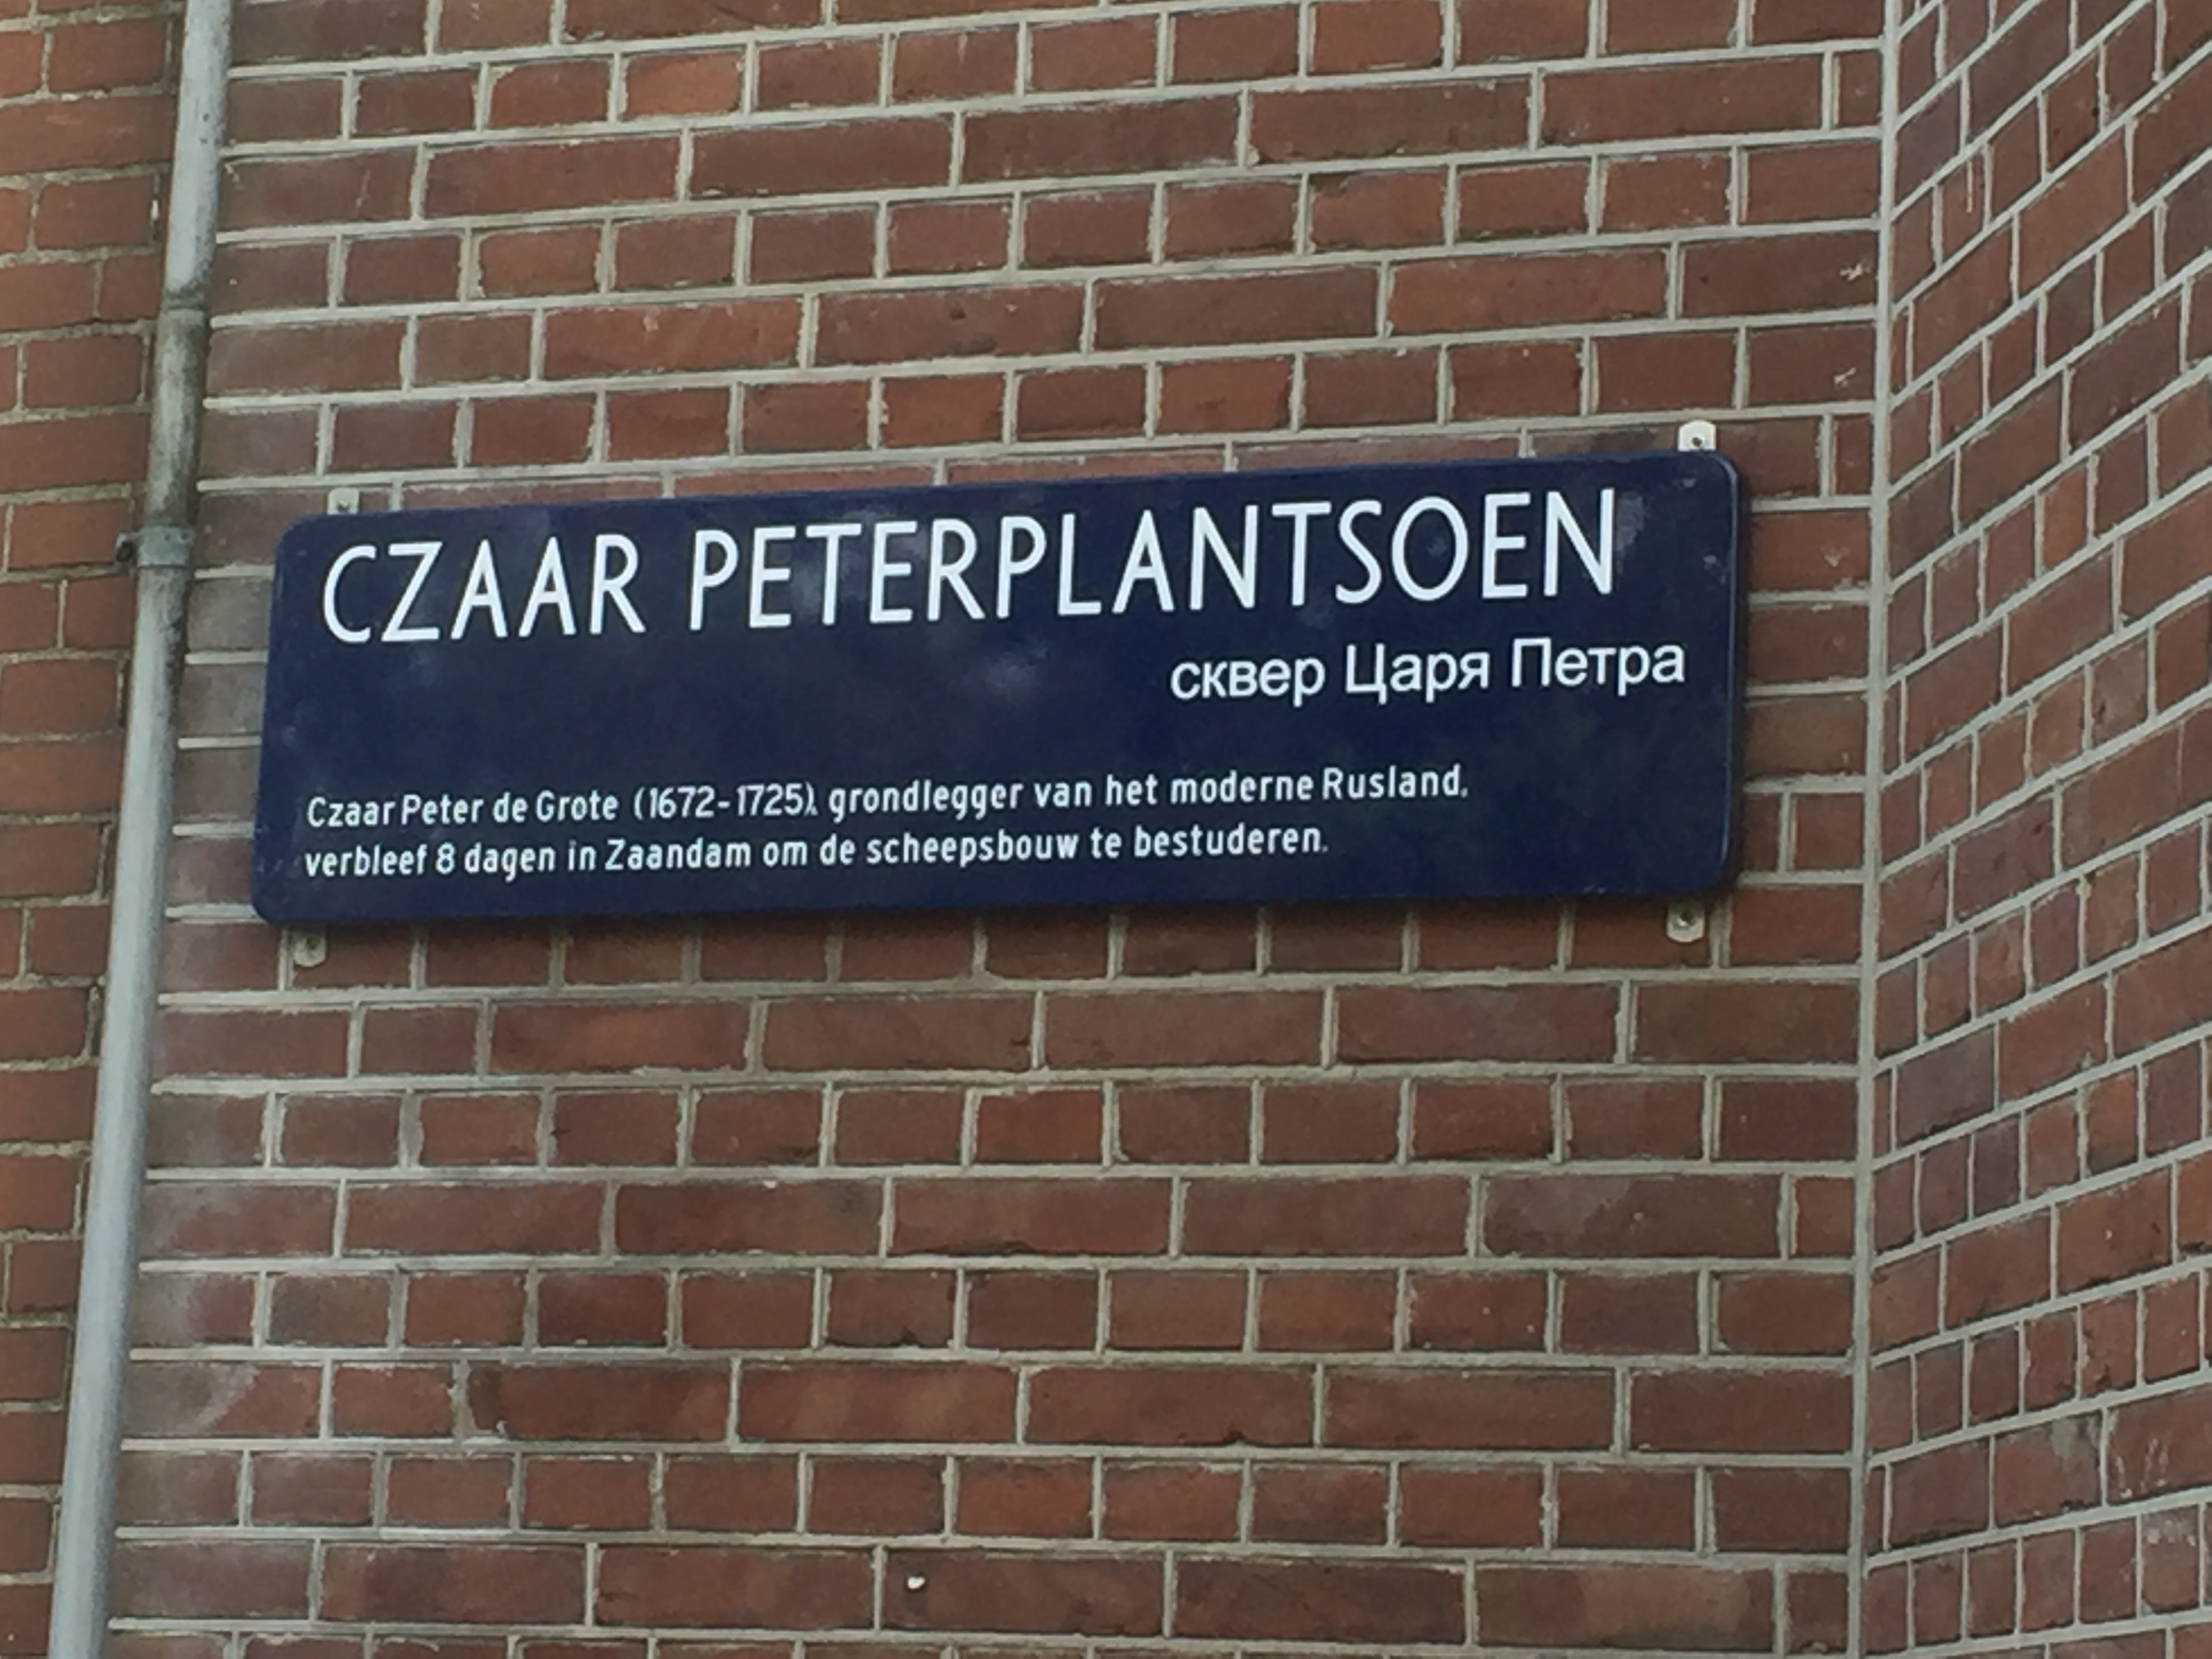 CZAAR PETERPLANTSOEN
сквер Царя Петра
Czaar Peter de Grote (1672-1725), grondlegger van het moderne Rusland,
verbleef 8 dagen in Zaandam om de scheepsbouw te bestuderen.